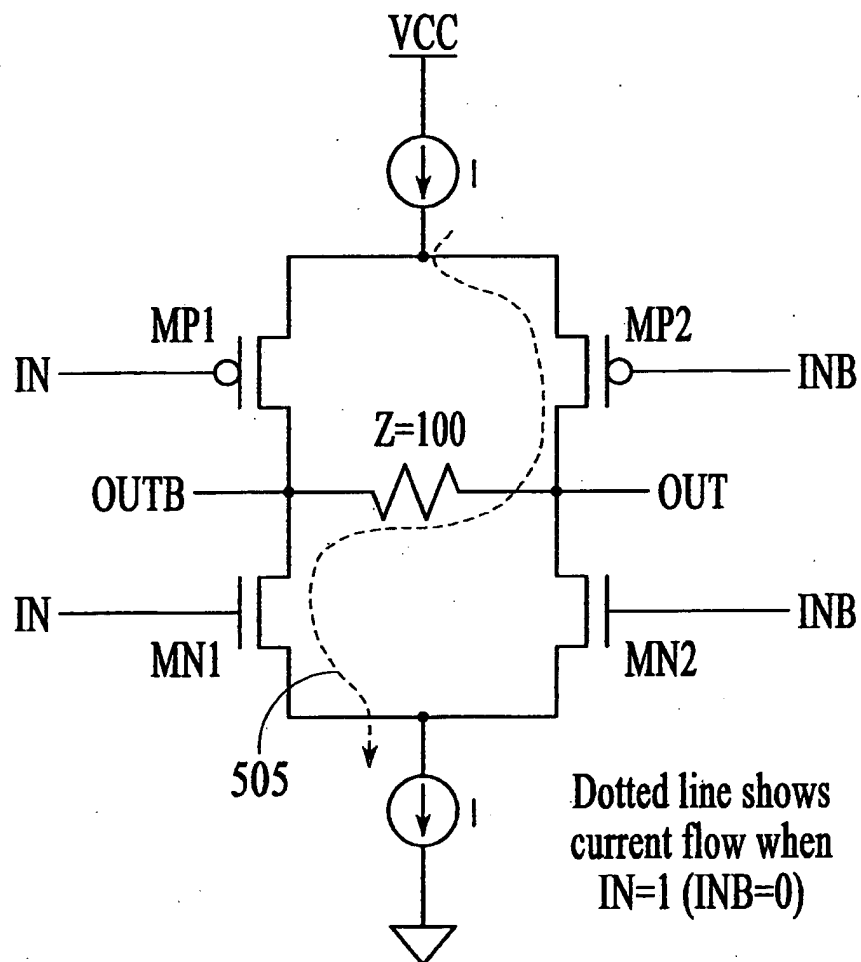 VCC
I
MP1
MP2
IN
INB
Z=100
OUTB
OUT
IN
INB
MN1
MN2
505
I
Dotted line shows
current flow when
IN=1 (INB=0)